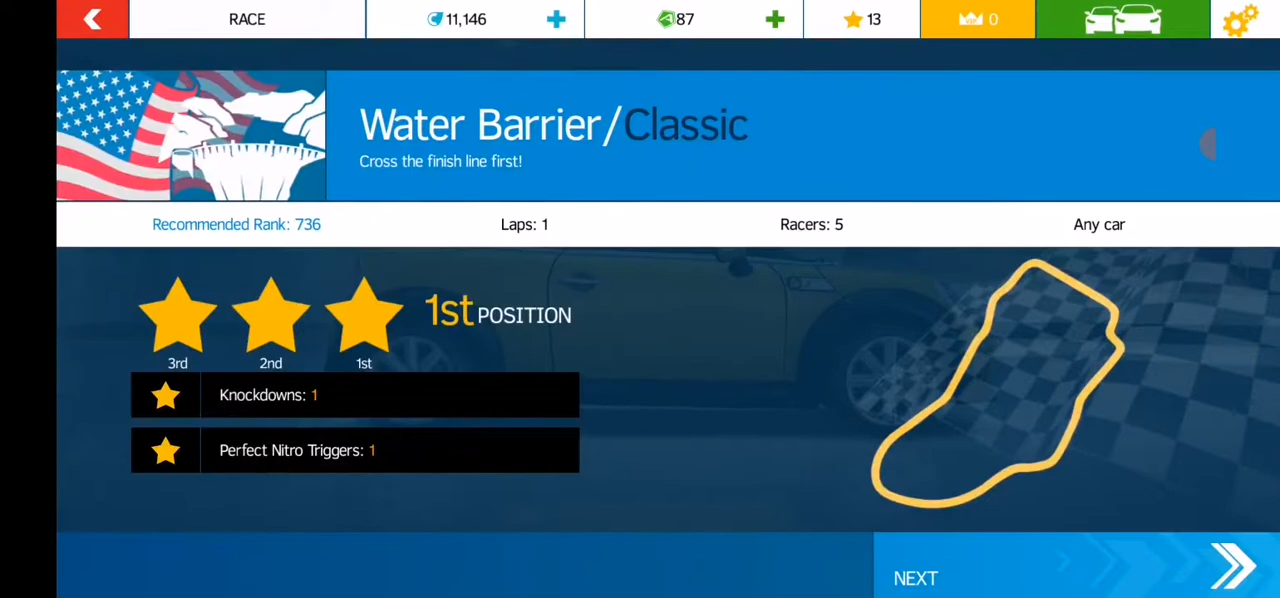 RACE 11,146 87 13 VIP 0
Water Barrier/Classic
Cross the finish line first!
Recommended Rank: 736 Laps: 1 Racers: 5 Any car
1st POSITION
3rd 2nd 1st
Knockdowns: 1
Perfect Nitro Triggers: 1
NEXT